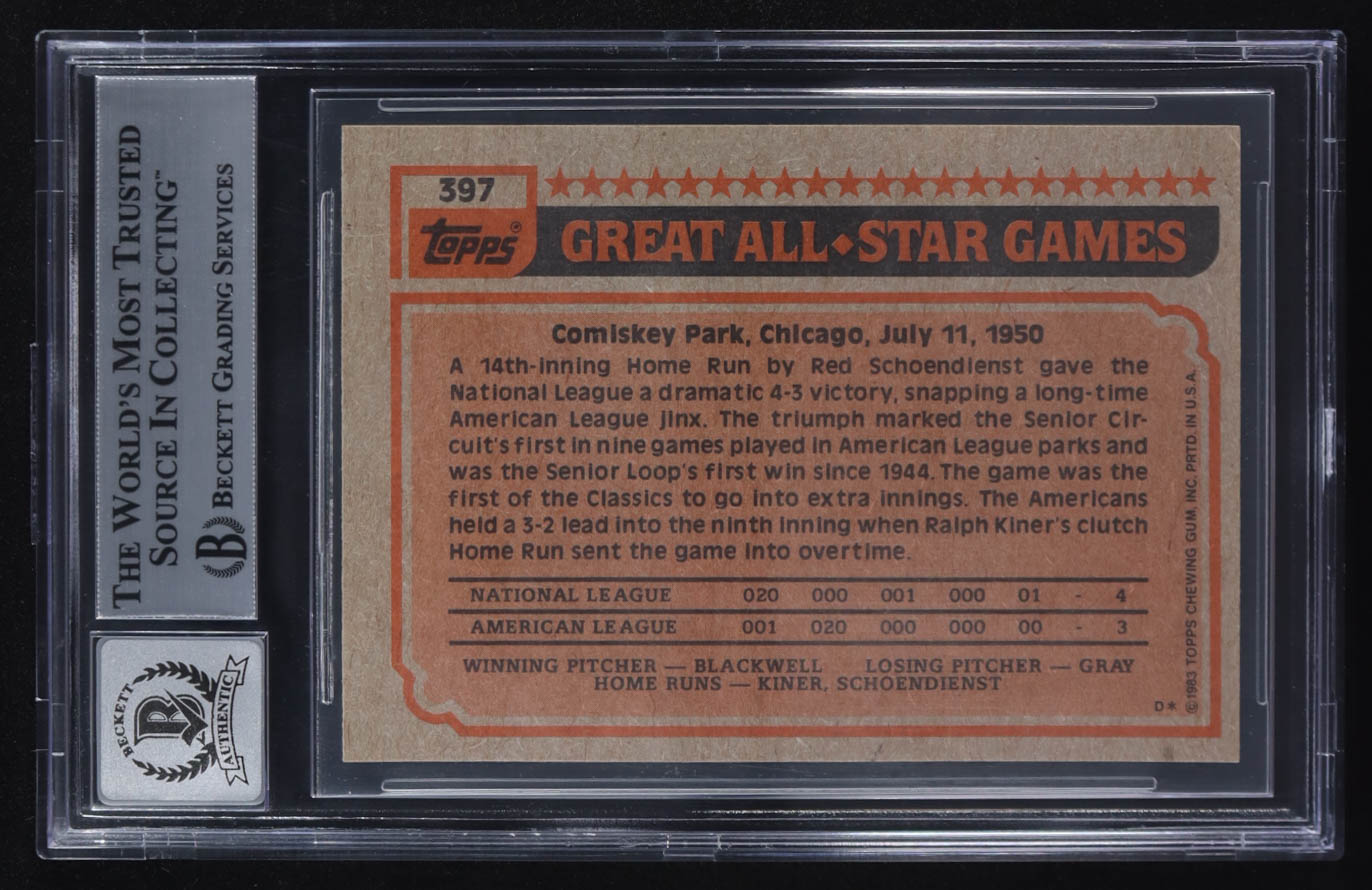 THE WORLD'S MOST TRUSTED
SOURCE IN COLLECTING™
B BECKETT GRADING SERVICES
BECKETT
BV
AUTHENTIC
397
topps®
GREAT ALL◆STAR GAMES
Comiskey Park, Chicago, July 11, 1950
A 14th-inning Home Run by Red Schoendienst gave the
National League a dramatic 4-3 victory, snapping a long-time
American League jinx. The triumph marked the Senior Cir-
cuit's first in nine games played in American League parks and
was the Senior Loop's first win since 1944. The game was the
first of the Classics to go into extra innings. The Americans
held a 3-2 lead into the ninth inning when Ralph Kiner's clutch
Home Run sent the game into overtime.
NATIONAL LEAGUE 020 000 001 000 01 - 4
AMERICAN LEAGUE 001 020 000 000 00 - 3
WINNING PITCHER — BLACKWELL LOSING PITCHER — GRAY
HOME RUNS — KINER, SCHOENDIENST
D*
©1983 TOPPS CHEWING GUM, INC. PRTD. IN U.S.A.